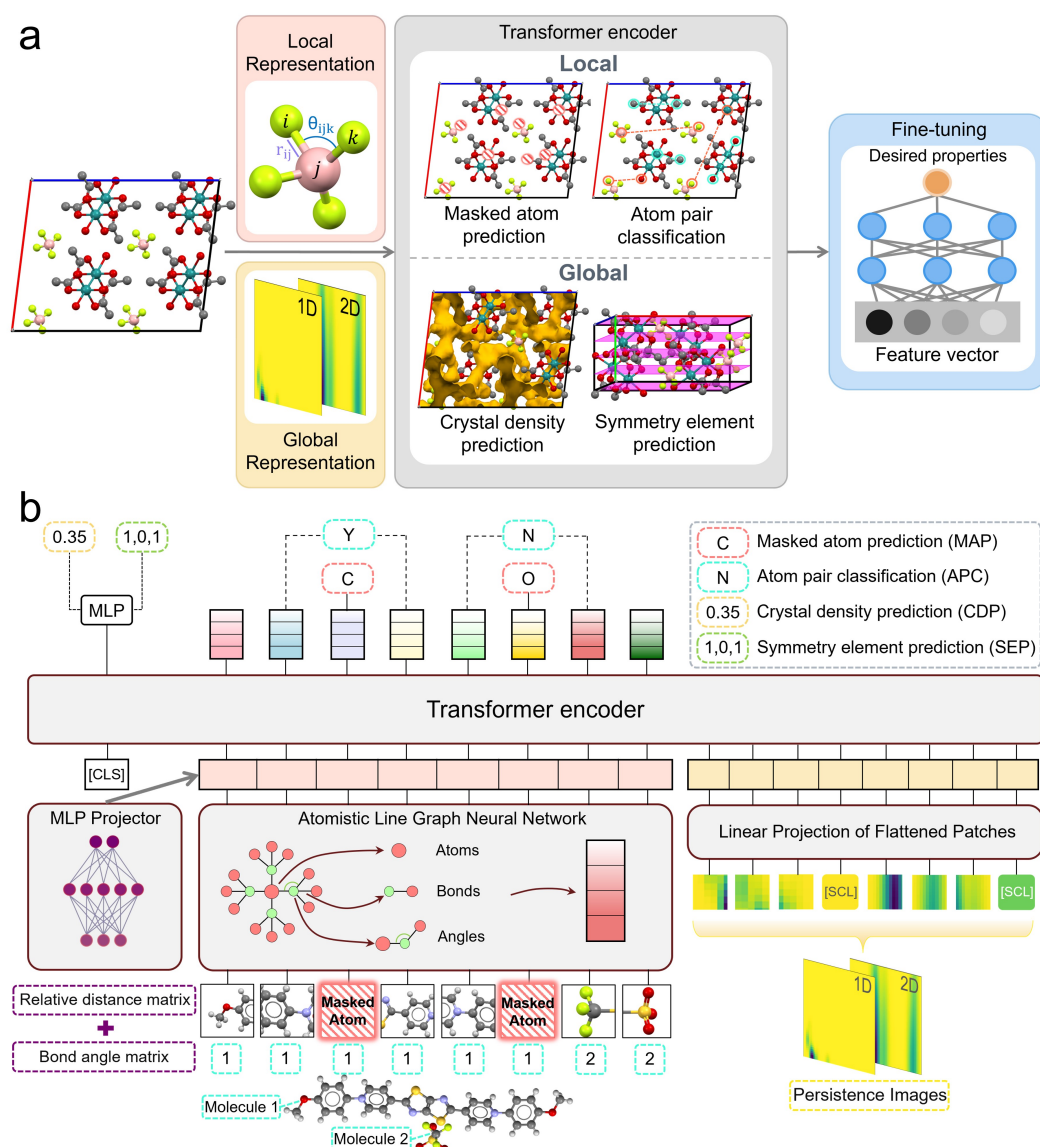 a
Local
Representation
i
θijk
k
rij
j
1D
2D
Global
Representation
Transformer encoder
Local
Masked atom
prediction
Atom pair
classification
Global
Crystal density
prediction
Symmetry element
prediction
Fine-tuning
Desired properties
Feature vector
b
0.35
1,0,1
MLP
Y
C
N
O
C
Masked atom prediction (MAP)
N
Atom pair classification (APC)
0.35
Crystal density prediction (CDP)
1,0,1
Symmetry element prediction (SEP)
Transformer encoder
[CLS]
MLP Projector
Atomistic Line Graph Neural Network
Atoms
Bonds
Angles
Linear Projection of Flattened Patches
[SCL]
[SCL]
Relative distance matrix
+
Bond angle matrix
Masked
Atom
Masked
Atom
1
1
1
1
1
1
2
2
Molecule 1
Molecule 2
1D
2D
Persistence Images